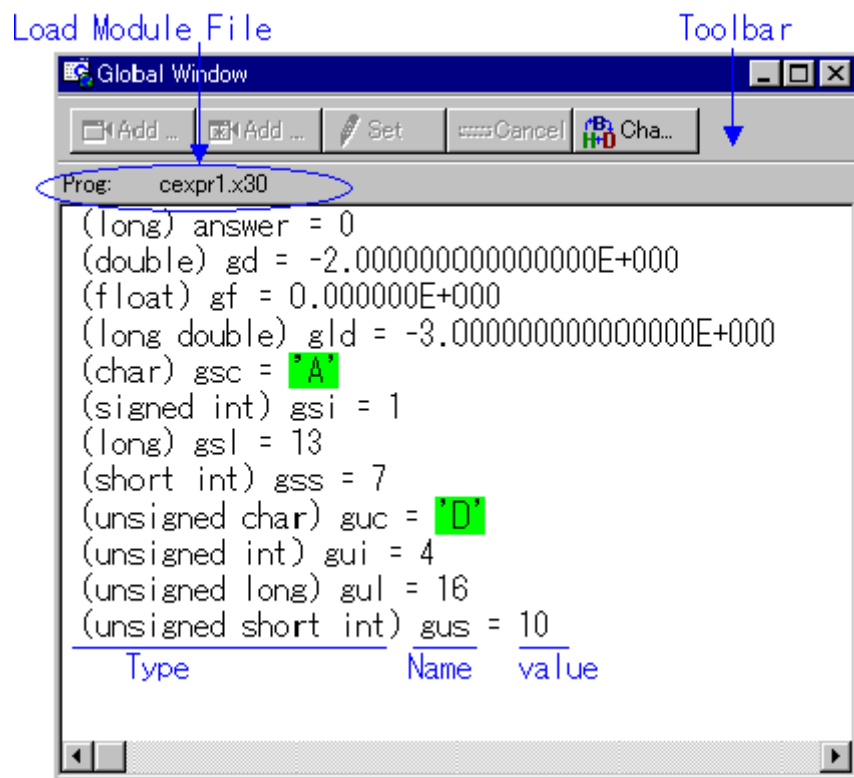 Load Module File
Toolbar
Global Window
Add ... Add ... Set Cancel Cha...
Prog: cexpr1.x30
(long) answer = 0
(double) gd = -2.000000000000000E+000
(float) gf = 0.000000E+000
(long double) gld = -3.000000000000000E+000
(char) gsc = 'A'
(signed int) gsi = 1
(long) gsl = 13
(short int) gss = 7
(unsigned char) guc = 'D'
(unsigned int) gui = 4
(unsigned long) gul = 16
(unsigned short int) gus = 10
Type Name value